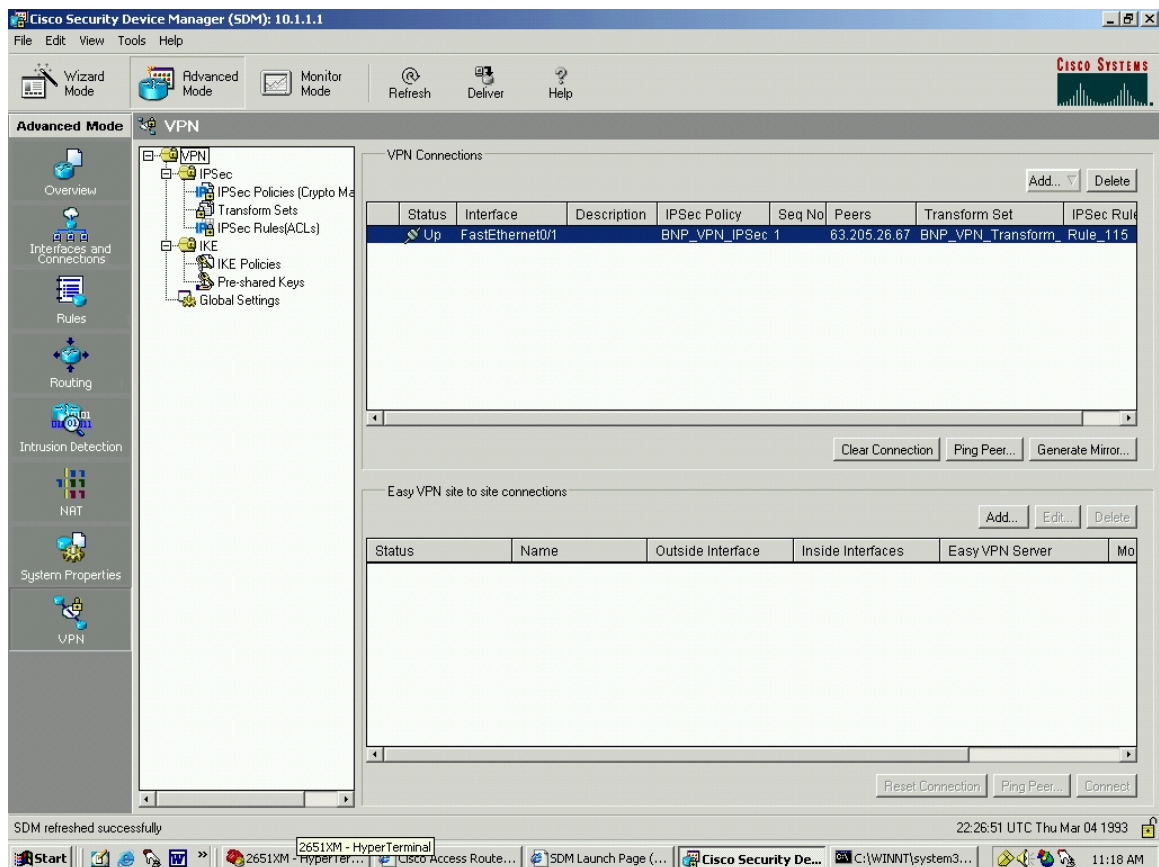 Cisco Security Device Manager (SDM): 10.1.1.1
File Edit View Tools Help
Wizard Mode
Advanced Mode
Monitor Mode
Refresh
Deliver
Help
CISCO SYSTEMS
Advanced Mode
VPN
Overview
Interfaces and Connections
Rules
Routing
Intrusion Detection
NAT
System Properties
VPN
VPN
IPSec
IPSec Policies (Crypto Ma
Transform Sets
IPSec Rules(ACLs)
IKE
IKE Policies
Pre-shared Keys
Global Settings
VPN Connections
Add... Delete
Status Interface Description IPSec Policy Seq No Peers Transform Set IPSec Rule
Up FastEthernet0/1 BNP_VPN_IPSec 1 63.205.26.67 BNP_VPN_Transform_ Rule_115
Clear Connection Ping Peer... Generate Mirror...
Easy VPN site to site connections
Add... Edit... Delete
Status Name Outside Interface Inside Interfaces Easy VPN Server Mo
Reset Connection Ping Peer... Connect
SDM refreshed successfully
22:26:51 UTC Thu Mar 04 1993
2651XM - HyperTerminal
Start » 2651XM - HyperTer... Cisco Access Route... SDM Launch Page (... Cisco Security De... C:\WINNT\system3... 11:18 AM